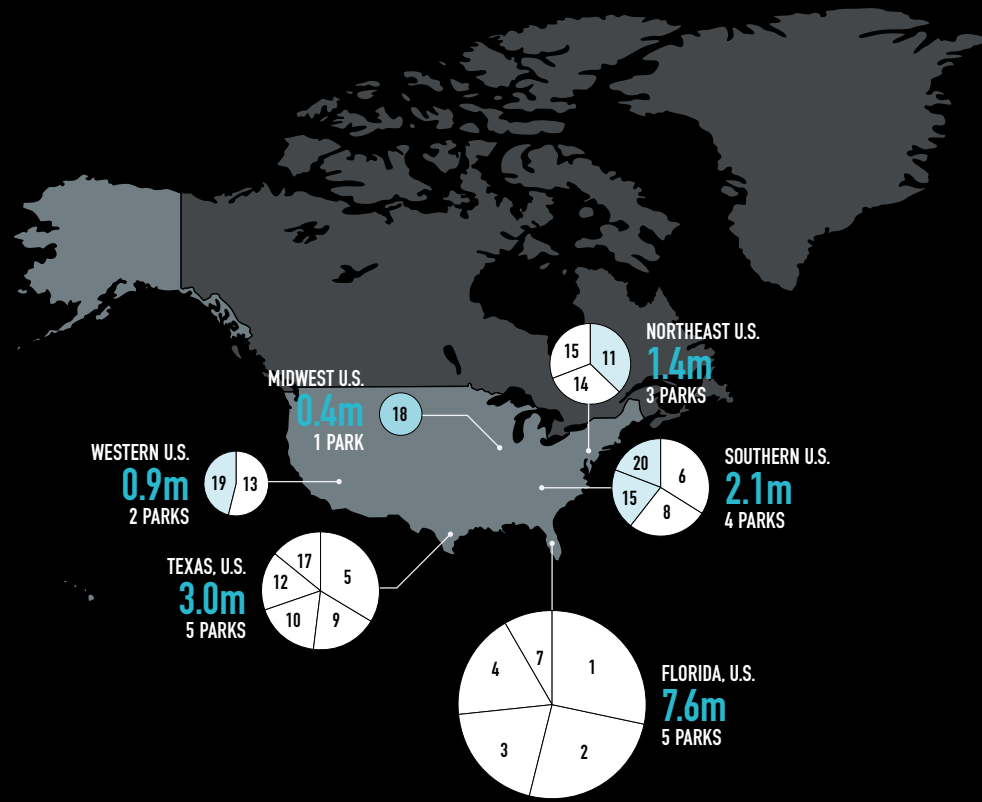 NORTHEAST U.S.
1.4m
3 PARKS
15
11
14
MIDWEST U.S.
0.4m
1 PARK
18
WESTERN U.S.
0.9m
2 PARKS
19
13
SOUTHERN U.S.
2.1m
4 PARKS
20
6
15
8
TEXAS, U.S.
3.0m
5 PARKS
17
5
12
10
9
FLORIDA, U.S.
7.6m
5 PARKS
7
4
1
3
2